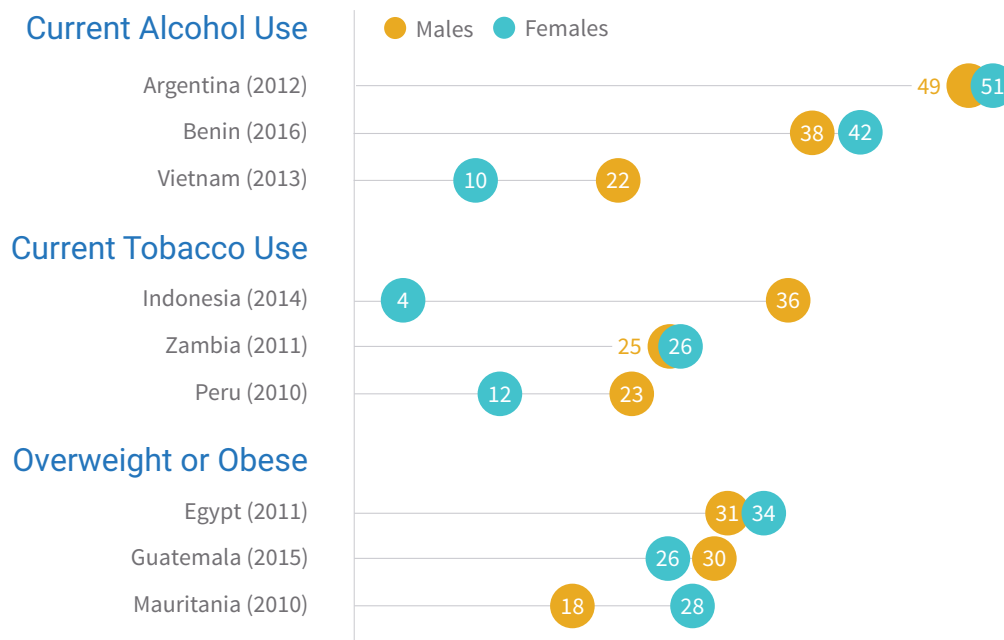 Current Alcohol Use
Males Females
Argentina (2012) 49 51
Benin (2016) 38 42
Vietnam (2013) 10 22
Current Tobacco Use
Indonesia (2014) 4 36
Zambia (2011) 25 26
Peru (2010) 12 23
Overweight or Obese
Egypt (2011) 31 34
Guatemala (2015) 26 30
Mauritania (2010) 18 28